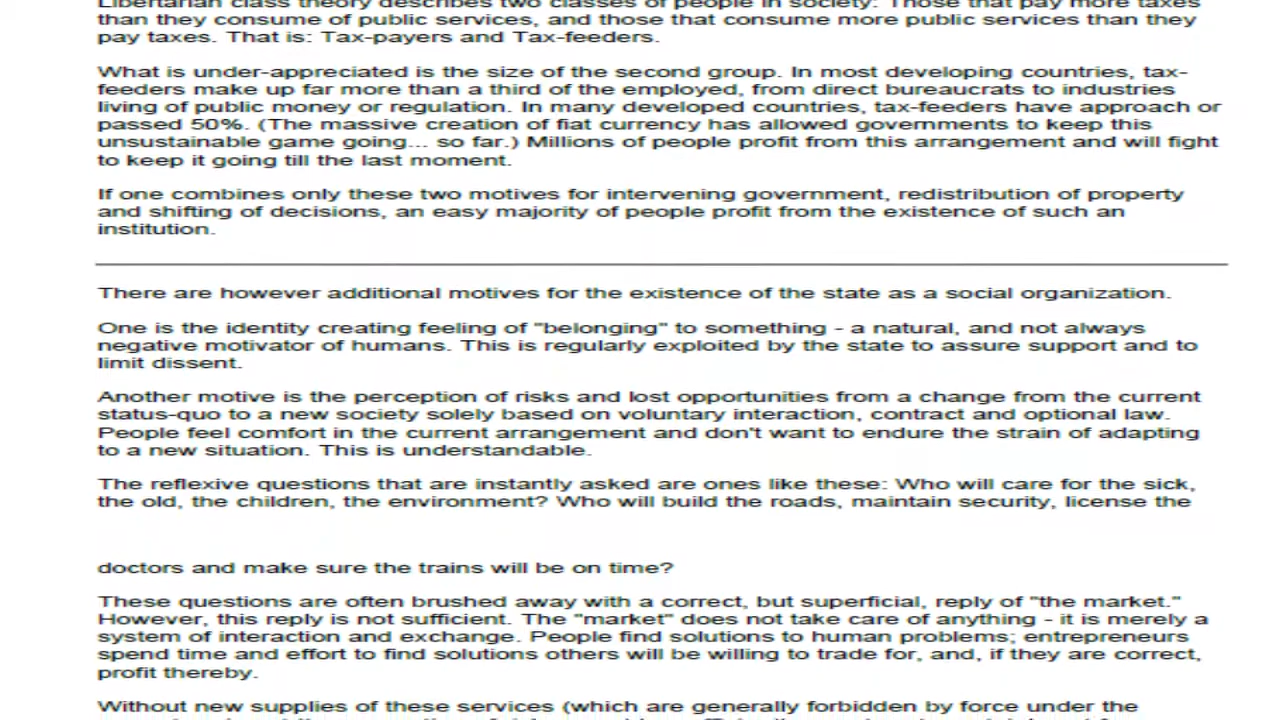 Libertarian class theory describes two classes of people in society: Those that pay more taxes
than they consume of public services, and those that consume more public services than they
pay taxes. That is: Tax-payers and Tax-feeders.
What is under-appreciated is the size of the second group. In most developing countries, tax-
feeders make up far more than a third of the employed, from direct bureaucrats to industries
living of public money or regulation. In many developed countries, tax-feeders have approach or
passed 50%. (The massive creation of fiat currency has allowed governments to keep this
unsustainable game going... so far.) Millions of people profit from this arrangement and will fight
to keep it going till the last moment.
If one combines only these two motives for intervening government, redistribution of property
and shifting of decisions, an easy majority of people profit from the existence of such an
institution.
There are however additional motives for the existence of the state as a social organization.
One is the identity creating feeling of "belonging" to something - a natural, and not always
negative motivator of humans. This is regularly exploited by the state to assure support and to
limit dissent.
Another motive is the perception of risks and lost opportunities from a change from the current
status-quo to a new society solely based on voluntary interaction, contract and optional law.
People feel comfort in the current arrangement and don't want to endure the strain of adapting
to a new situation. This is understandable.
The reflexive questions that are instantly asked are ones like these: Who will care for the sick,
the old, the children, the environment? Who will build the roads, maintain security, license the
doctors and make sure the trains will be on time?
These questions are often brushed away with a correct, but superficial, reply of "the market."
However, this reply is not sufficient. The "market" does not take care of anything - it is merely a
system of interaction and exchange. People find solutions to human problems; entrepreneurs
spend time and effort to find solutions others will be willing to trade for, and, if they are correct,
profit thereby.
Without new supplies of these services (which are generally forbidden by force under the